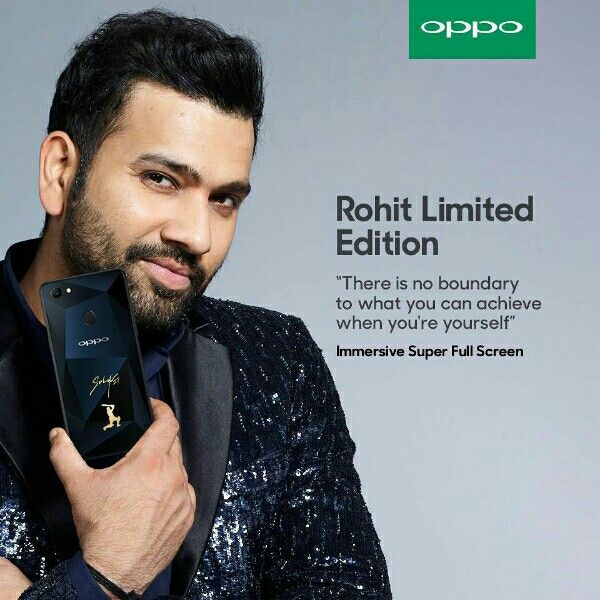 oppo
Rohit Limited
Edition
“There is no boundary
to what you can achieve
when you're yourself”
Immersive Super Full Screen
oppo